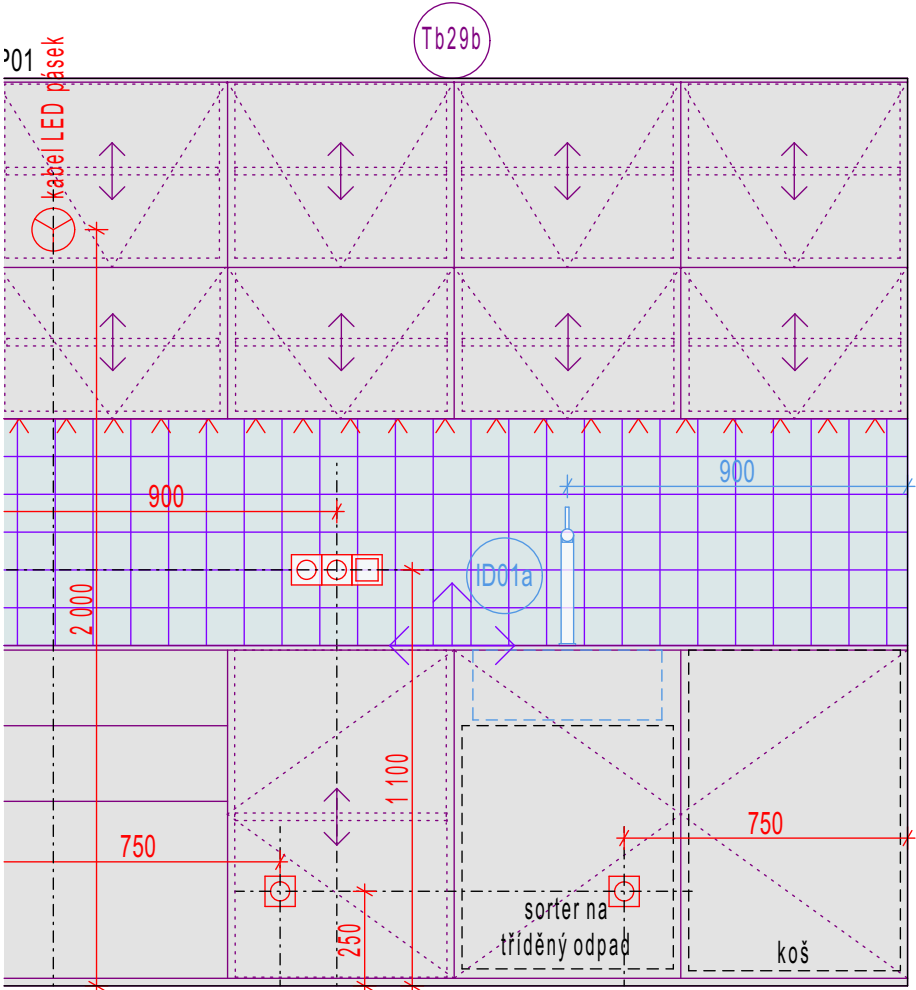 Tb29b
P01
kabel LED pásek
900
900
2 000
ID01a
1 100
750
750
250
sorter na
tříděný odpad
koš